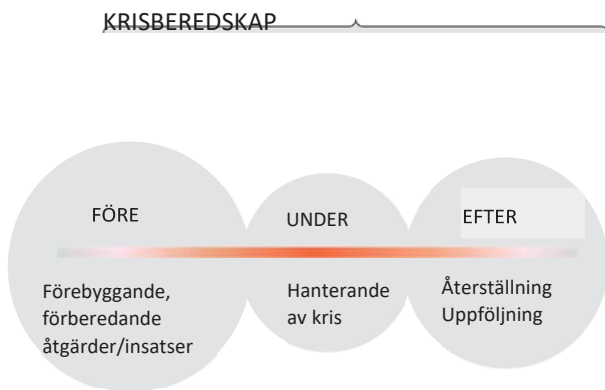 KRISBEREDSKAP
FÖRE
UNDER
EFTER
Förebyggande,
förberedande
åtgärder/insatser
Hanterande
av kris
Återställning
Uppföljning